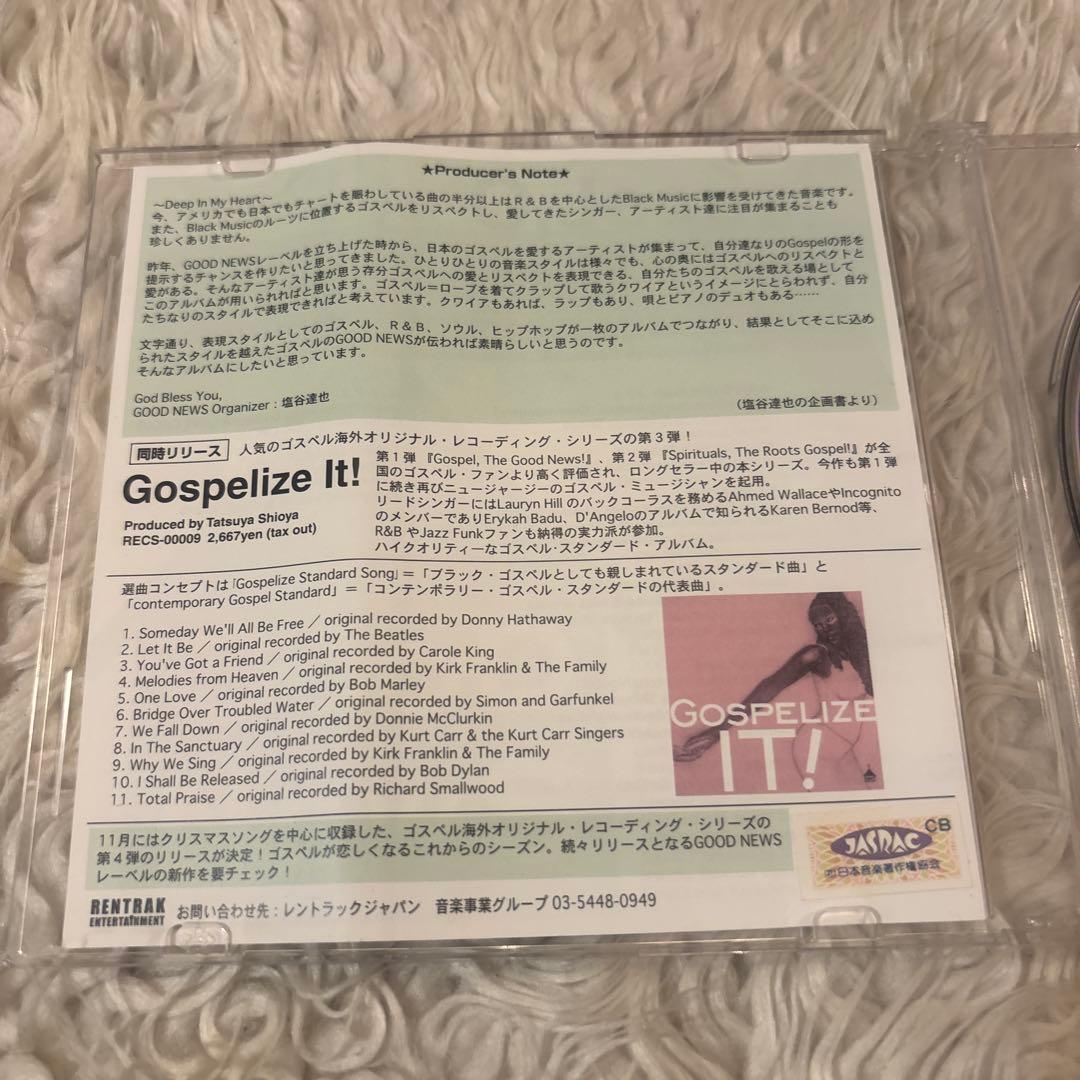 ★Producer's Note★
～Deep In My Heart～
今、アメリカでも日本でもチャートを賑わしている曲の半分以上はR＆Bを中心としたBlack Musicに影響を受けてきた音楽です。
また、Black Musicのルーツに位置するゴスペルをリスペクトし、愛してきたシンガー、アーティスト達に注目が集まることも
珍しくありません。
昨年、GOOD NEWSレーベルを立ち上げた時から、日本のゴスペルを愛するアーティストが集まって、自分達なりのGospelの形を
提示するチャンスを作りたいと思ってきました。ひとりひとりの音楽スタイルは様々でも、心の奥にはゴスペルへのリスペクトと
愛がある。そんなアーティスト達が思う存分ゴスペルへの愛とリスペクトを表現できる、自分たちのゴスペルを歌える場として
このアルバムが用いられればと思います。ゴスペル＝ローブを着てクラップして歌うクワイアというイメージにとらわれず、自分
たちなりのスタイルで表現できればと考えています。クワイアもあれば、ラップもあり、唄とピアノのデュオもある……
文字通り、表現スタイルとしてのゴスペル、R＆B、ソウル、ヒップホップが一枚のアルバムでつながり、結果としてそこに込め
られたスタイルを越えたゴスペルのGOOD NEWSが伝われば素晴らしいと思うのです。
そんなアルバムにしたいと思っています。
God Bless You,
GOOD NEWS Organizer：塩谷達也
（塩谷達也の企画書より）
同時リリース 人気のゴスペル海外オリジナル・レコーディング・シリーズの第3弾！
Gospelize It!
Produced by Tatsuya Shioya
RECS-00009 2,667yen (tax out)
第1弾『Gospel, The Good News!』、第2弾『Spirituals, The Roots Gospel!』が全
国のゴスペル・ファンより高く評価され、ロングセラー中の本シリーズ。今作も第1弾
に続き再びニュージャージーのゴスペル・ミュージシャンを起用。
リードシンガーにはLauryn Hill のバックコーラスを務めるAhmed WallaceやIncognito
のメンバーでありErykah Badu、D'Angeloのアルバムで知られるKaren Bernod等、
R&B やJazz Funkファンも納得の実力派が参加。
ハイクオリティーなゴスペル・スタンダード・アルバム。
選曲コンセプトは「Gospelize Standard Song」＝「ブラック・ゴスペルとしても親しまれているスタンダード曲」と
「contemporary Gospel Standard」＝「コンテンポラリー・ゴスペル・スタンダードの代表曲」。
1. Someday We'll All Be Free ／ original recorded by Donny Hathaway
2. Let It Be ／ original recorded by The Beatles
3. You've Got a Friend ／ original recorded by Carole King
4. Melodies from Heaven ／ original recorded by Kirk Franklin & The Family
5. One Love ／ original recorded by Bob Marley
6. Bridge Over Troubled Water ／ original recorded by Simon and Garfunkel
7. We Fall Down ／ original recorded by Donnie McClurkin
8. In The Sanctuary ／ original recorded by Kurt Carr & the Kurt Carr Singers
9. Why We Sing ／ original recorded by Kirk Franklin & The Family
10. I Shall Be Released ／ original recorded by Bob Dylan
11. Total Praise ／ original recorded by Richard Smallwood
GOSPELIZE
IT!
11月にはクリスマスソングを中心に収録した、ゴスペル海外オリジナル・レコーディング・シリーズの
第4弾のリリースが決定！ゴスペルが恋しくなるこれからのシーズン。続々リリースとなるGOOD NEWS
レーベルの新作を要チェック！
CB
JASRAC
(社)日本音楽著作権協会
RENTRAK
ENTERTAINMENT
お問い合わせ先：レントラックジャパン 音楽事業グループ 03-5448-0949